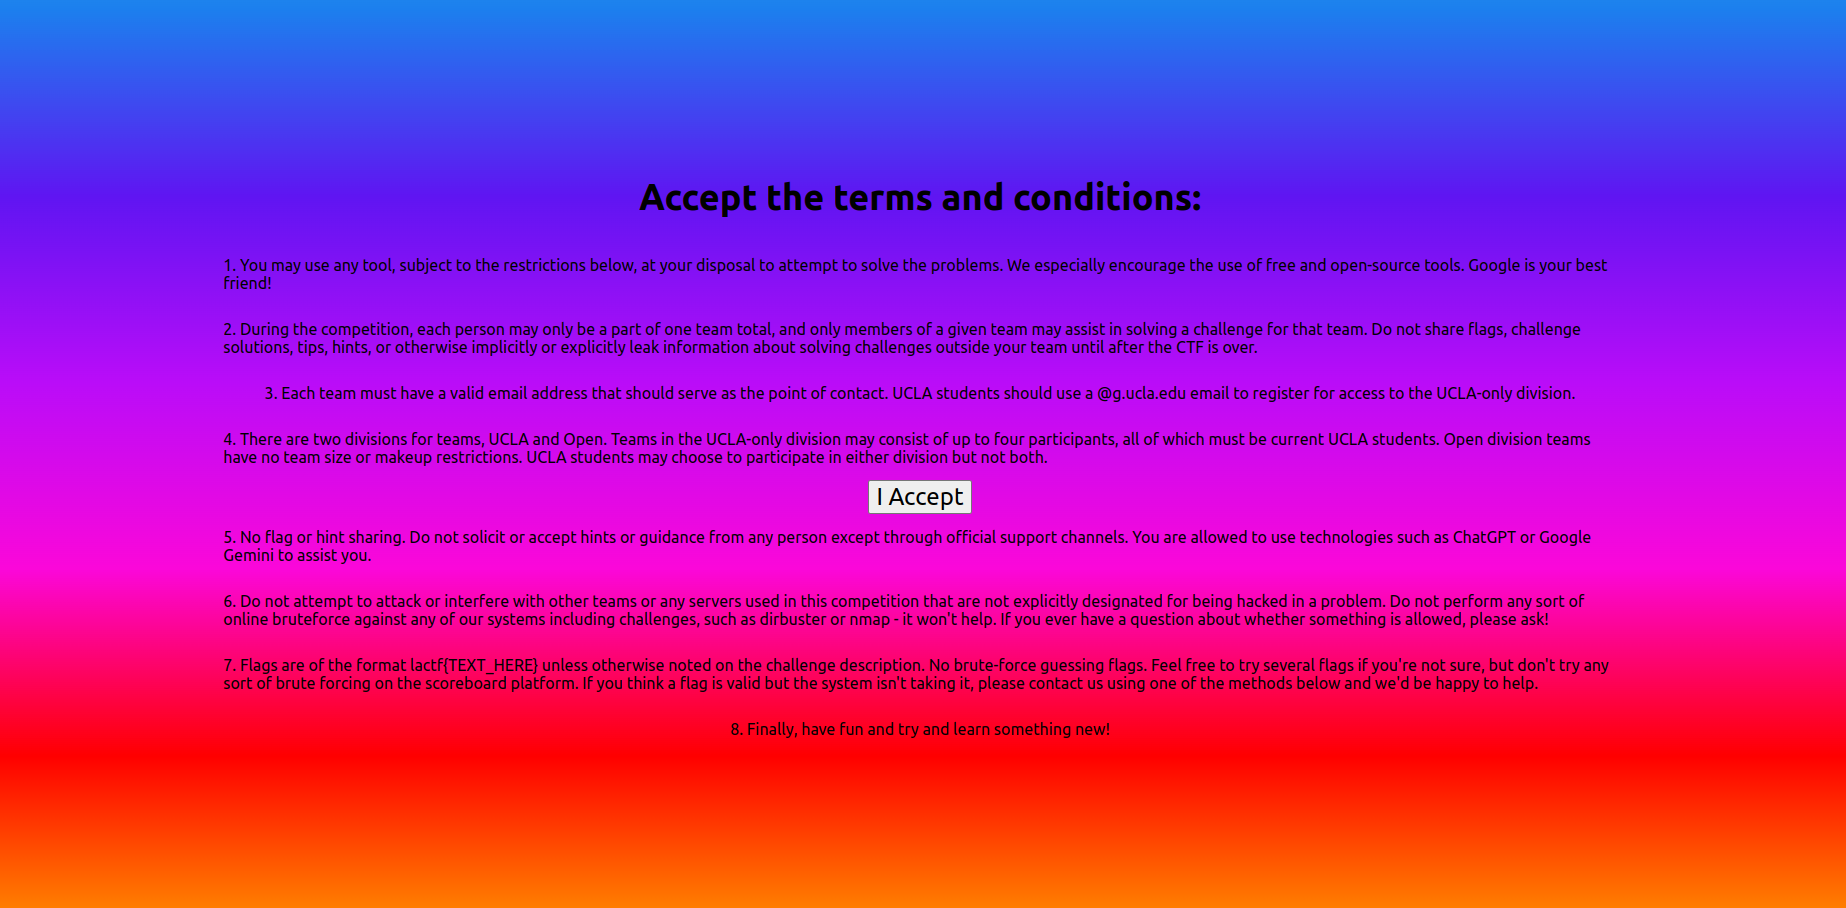 Accept the terms and conditions:
1. You may use any tool, subject to the restrictions below, at your disposal to attempt to solve the problems. We especially encourage the use of free and open-source tools. Google is your best
friend!
2. During the competition, each person may only be a part of one team total, and only members of a given team may assist in solving a challenge for that team. Do not share flags, challenge
solutions, tips, hints, or otherwise implicitly or explicitly leak information about solving challenges outside your team until after the CTF is over.
3. Each team must have a valid email address that should serve as the point of contact. UCLA students should use a @g.ucla.edu email to register for access to the UCLA-only division.
4. There are two divisions for teams, UCLA and Open. Teams in the UCLA-only division may consist of up to four participants, all of which must be current UCLA students. Open division teams
have no team size or makeup restrictions. UCLA students may choose to participate in either division but not both.
I Accept
5. No flag or hint sharing. Do not solicit or accept hints or guidance from any person except through official support channels. You are allowed to use technologies such as ChatGPT or Google
Gemini to assist you.
6. Do not attempt to attack or interfere with other teams or any servers used in this competition that are not explicitly designated for being hacked in a problem. Do not perform any sort of
online bruteforce against any of our systems including challenges, such as dirbuster or nmap - it won't help. If you ever have a question about whether something is allowed, please ask!
7. Flags are of the format lactf{TEXT_HERE} unless otherwise noted on the challenge description. No brute-force guessing flags. Feel free to try several flags if you're not sure, but don't try any
sort of brute forcing on the scoreboard platform. If you think a flag is valid but the system isn't taking it, please contact us using one of the methods below and we'd be happy to help.
8. Finally, have fun and try and learn something new!